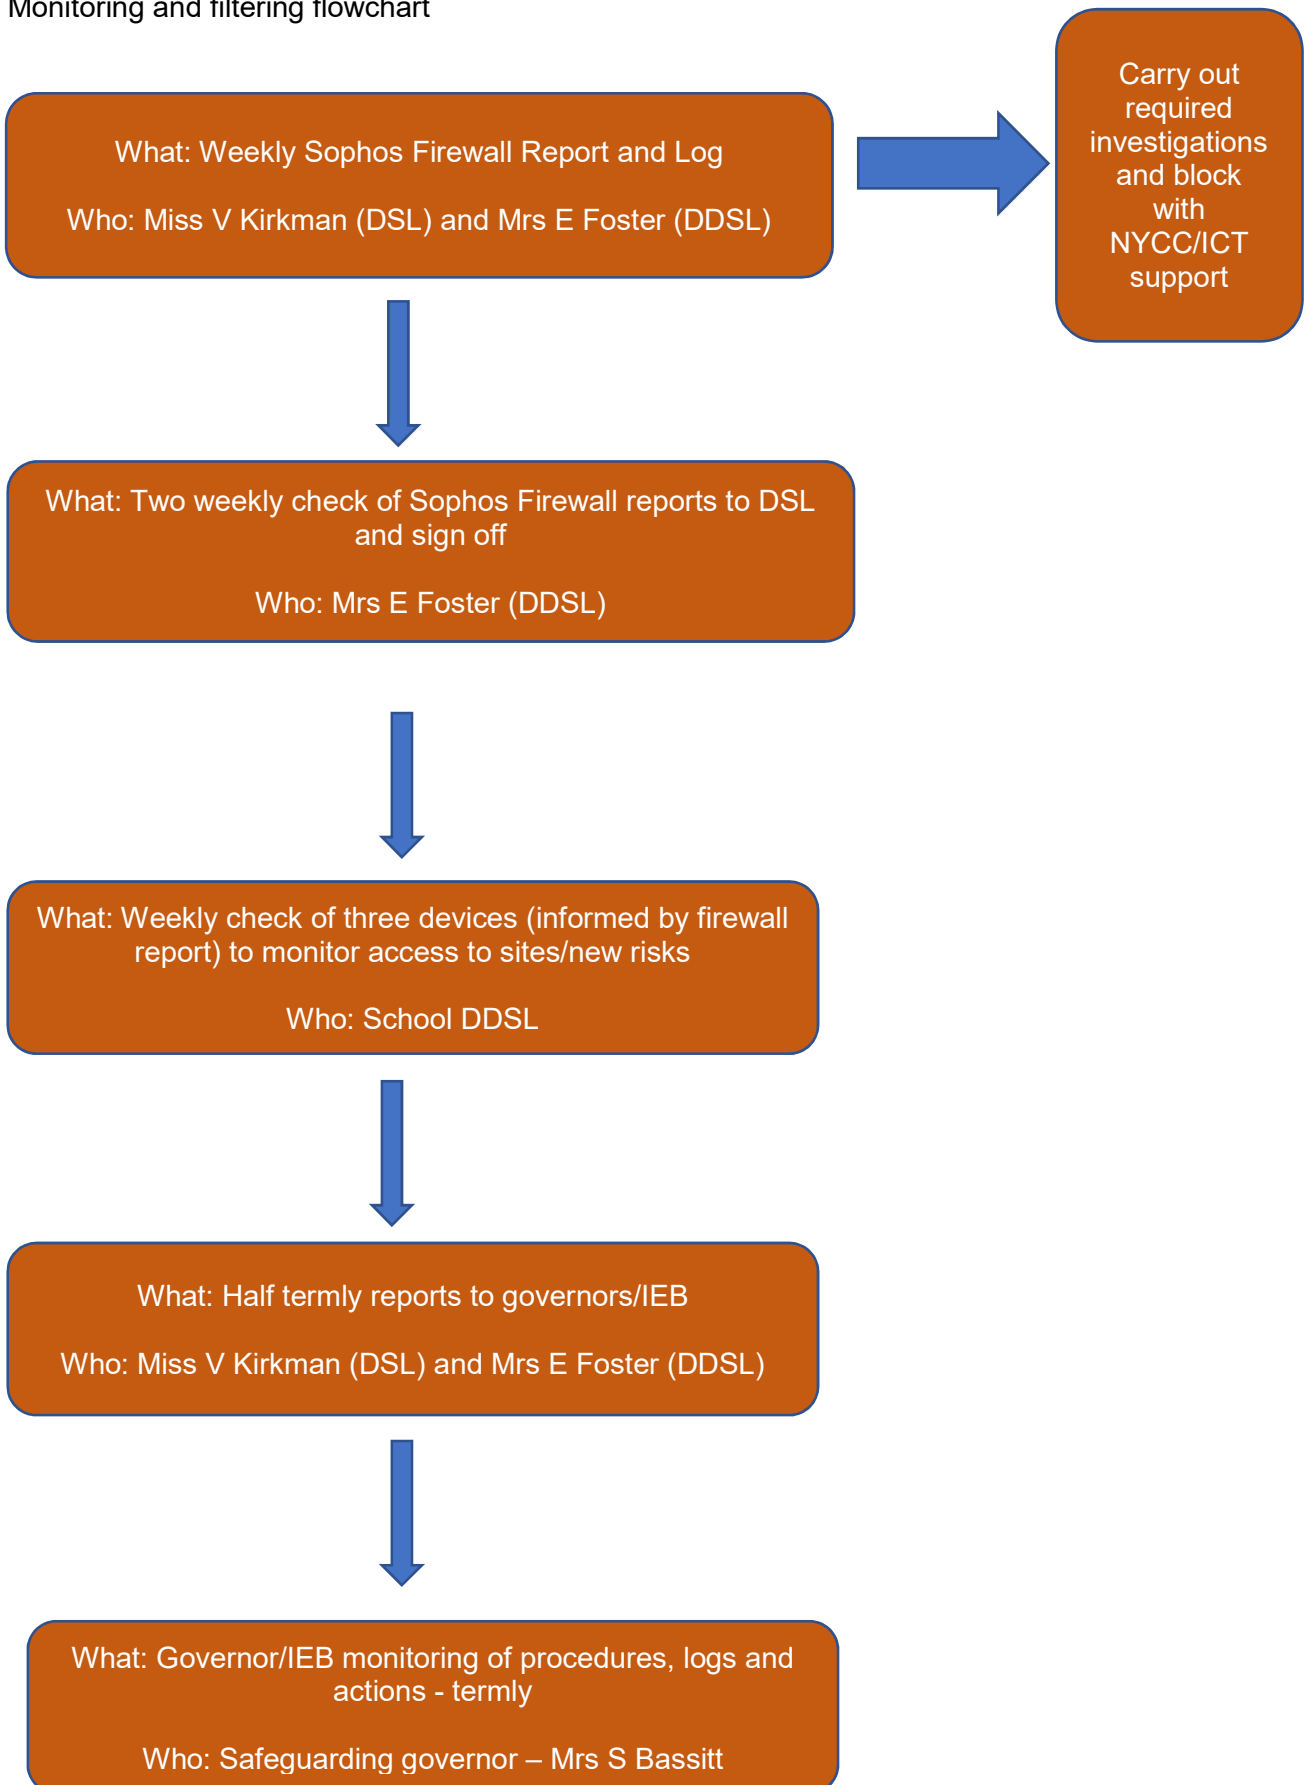 Monitoring and filtering flowchart
What: Weekly Sophos Firewall Report and Log
Who: Miss V Kirkman (DSL) and Mrs E Foster (DDSL)
Carry out
required
investigations
and block
with
NYCC/ICT
support
What: Two weekly check of Sophos Firewall reports to DSL
and sign off
Who: Mrs E Foster (DDSL)
What: Weekly check of three devices (informed by firewall
report) to monitor access to sites/new risks
Who: School DDSL
What: Half termly reports to governors/IEB
Who: Miss V Kirkman (DSL) and Mrs E Foster (DDSL)
What: Governor/IEB monitoring of procedures, logs and
actions - termly
Who: Safeguarding governor – Mrs S Bassitt